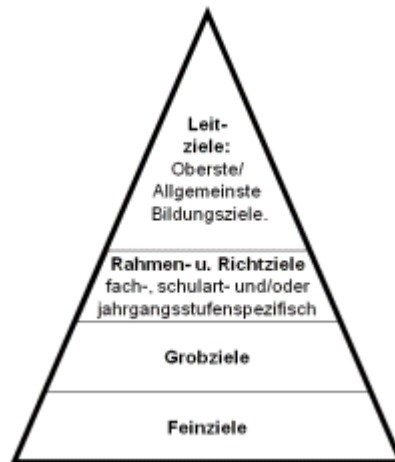 Leit-
ziele:
Oberste/
Allgemeinste
Bildungsziele.
Rahmen- u. Richtziele
fach-, schulart- und/oder
jahrgangsstufenspezifisch
Grobziele
Feinziele